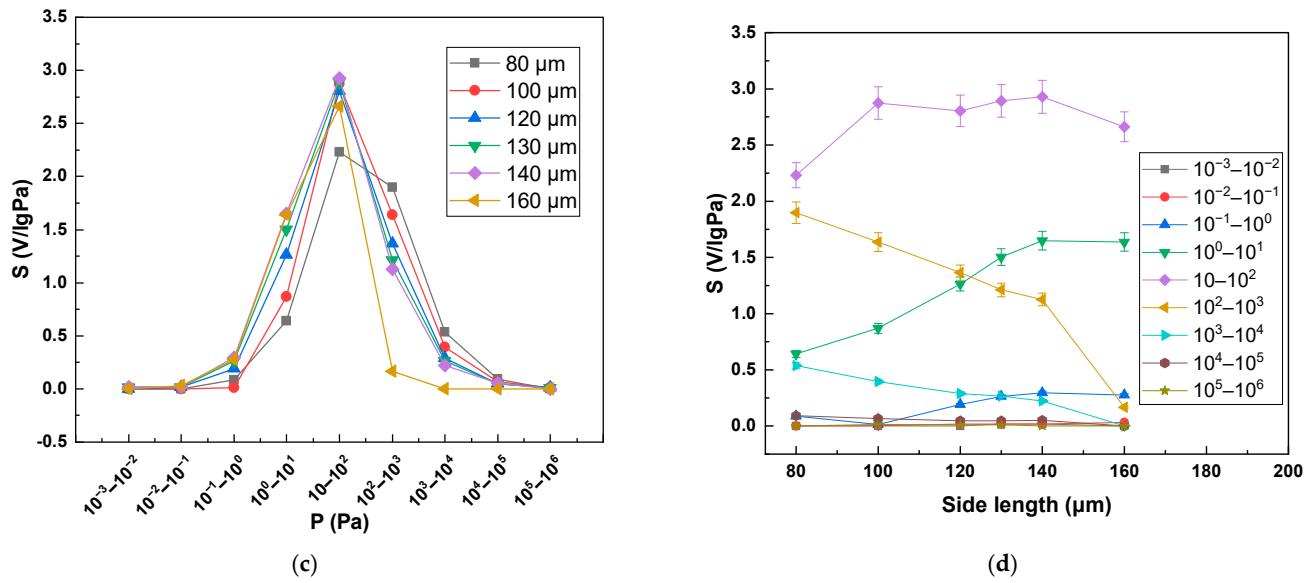 3.5
3.0
2.5
2.0
1.5
1.0
0.5
0.0
-0.5
S (V/lgPa)
80 μm
100 μm
120 μm
130 μm
140 μm
160 μm
10⁻³–10⁻²
10⁻²–10⁻¹
10⁻¹–10⁰
10⁰–10¹
10–10²
10²–10³
10³–10⁴
10⁴–10⁵
10⁵–10⁶
P (Pa)
(c)
3.5
3.0
2.5
2.0
1.5
1.0
0.5
0.0
S (V/lgPa)
10⁻³–10⁻²
10⁻²–10⁻¹
10⁻¹–10⁰
10⁰–10¹
10–10²
10²–10³
10³–10⁴
10⁴–10⁵
10⁵–10⁶
80 100 120 140 160 180 200
Side length (μm)
(d)